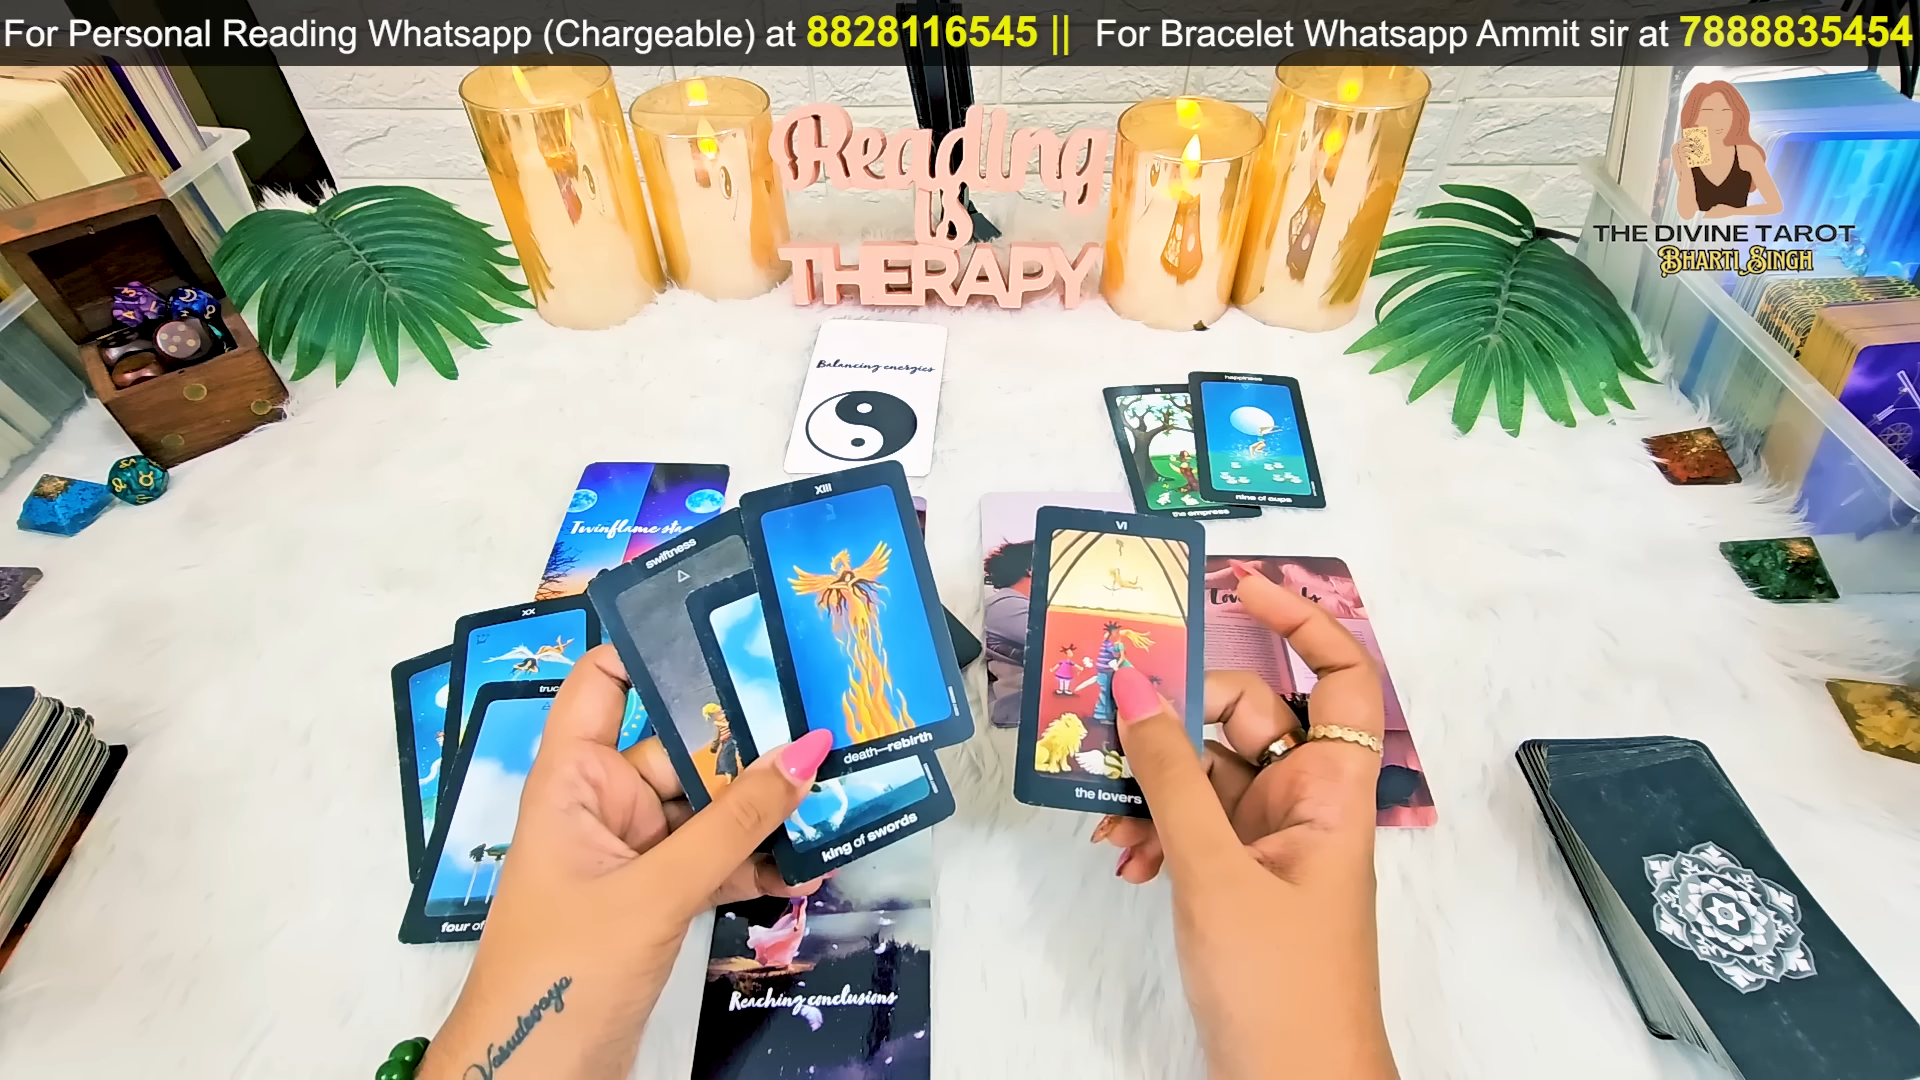 For Personal Reading Whatsapp (Chargeable) at 8828116545 || For Bracelet Whatsapp Ammit sir at 7888835454
Reading
is
THERAPY
THE DIVINE TAROT
BHARTI SINGH
Balancing energies
III
the empress
happiness
nine of cups
Twinflame
XIII
death—rebirth
swiftness
king of swords
VI
the lovers
XX
four of
Reaching conclusions
Vasudevaya